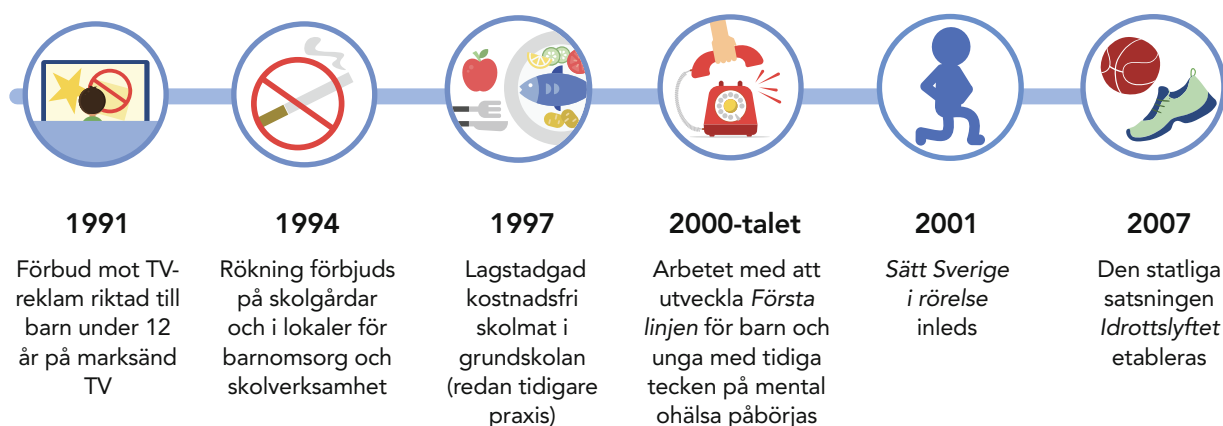 1991
Förbud mot TV-
reklam riktad till
barn under 12
år på marksänd
TV
1994
Rökning förbjuds
på skolgårdar
och i lokaler för
barnomsorg och
skolverksamhet
1997
Lagstadgad
kostnadsfri
skolmat i
grundskolan
(redan tidigare
praxis)
2000-talet
Arbetet med att
utveckla Första
linjen för barn och
unga med tidiga
tecken på mental
ohälsa påbörjas
2001
Sätt Sverige
i rörelse
inleds
2007
Den statliga
satsningen
Idrottslyftet
etableras